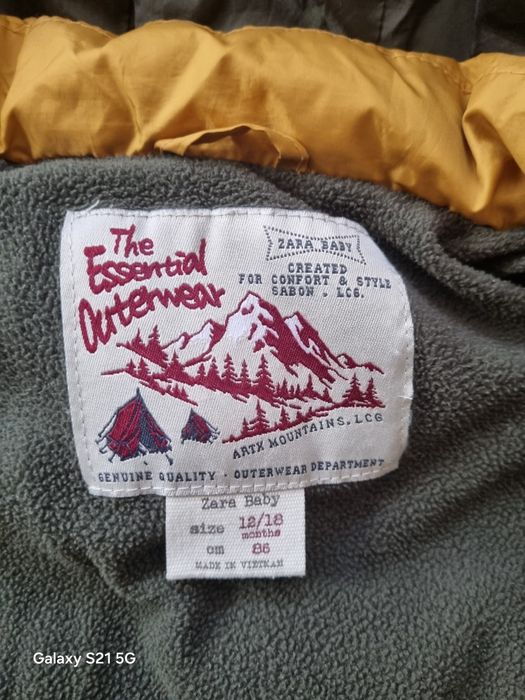 The
Essential
Outerwear
ZARA BABY
CREATED
FOR CONFORT & STYLE
SABON . LCG.
ARTX MOUNTAINS, LCG
GENUINE QUALITY · OUTERWEAR DEPARTMENT
Zara Baby
size 12/18
months
cm 86
MADE IN VIETNAM
Galaxy S21 5G